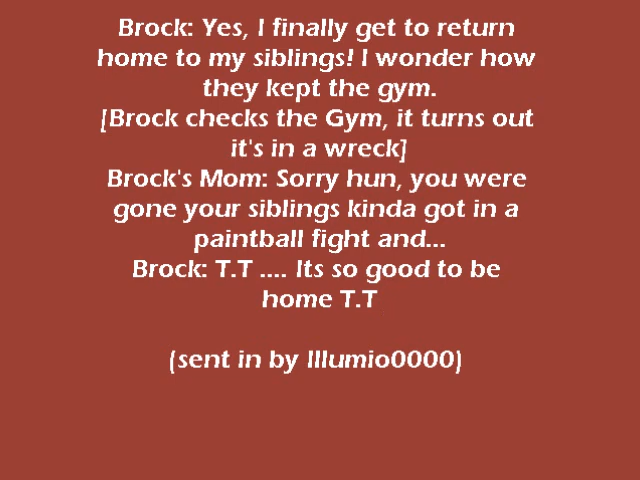 Brock: Yes, I finally get to return
home to my siblings! I wonder how
they kept the gym.
[Brock checks the Gym, it turns out
it's in a wreck]
Brock's Mom: Sorry hun, you were
gone your siblings kinda got in a
paintball fight and...
Brock: T.T .... Its so good to be
home T.T
(sent in by Illumio0000)